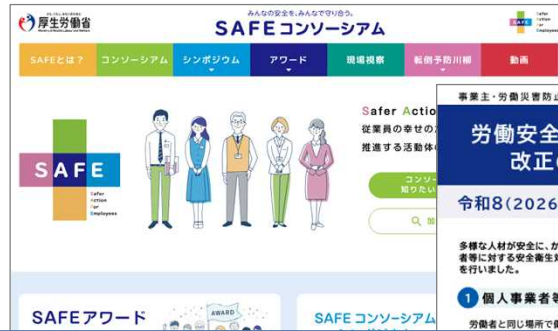 厚生労働省
みんなの安全を、みんなで守り合う。
SAFEコンソーシアム
SAFE
Safer
Action
For
Employees
SAFEとは？ コンソーシアム シンポジウム アワード 現場視察 転倒予防川柳 動画
SAFE
Safer
Action
For
Employees
Safer Actio
従業員の幸せの
推進する活動体
コンソー
知りたい
事業主・労働災害防止
労働安全
改正
令和8(2026
多様な人材が安全に、か
者等に対する安全衛生対
を行いました。
1 個人事業者等
労働者と同じ場所で
AWARD
SAFEアワード
SAFE コンソーシアム